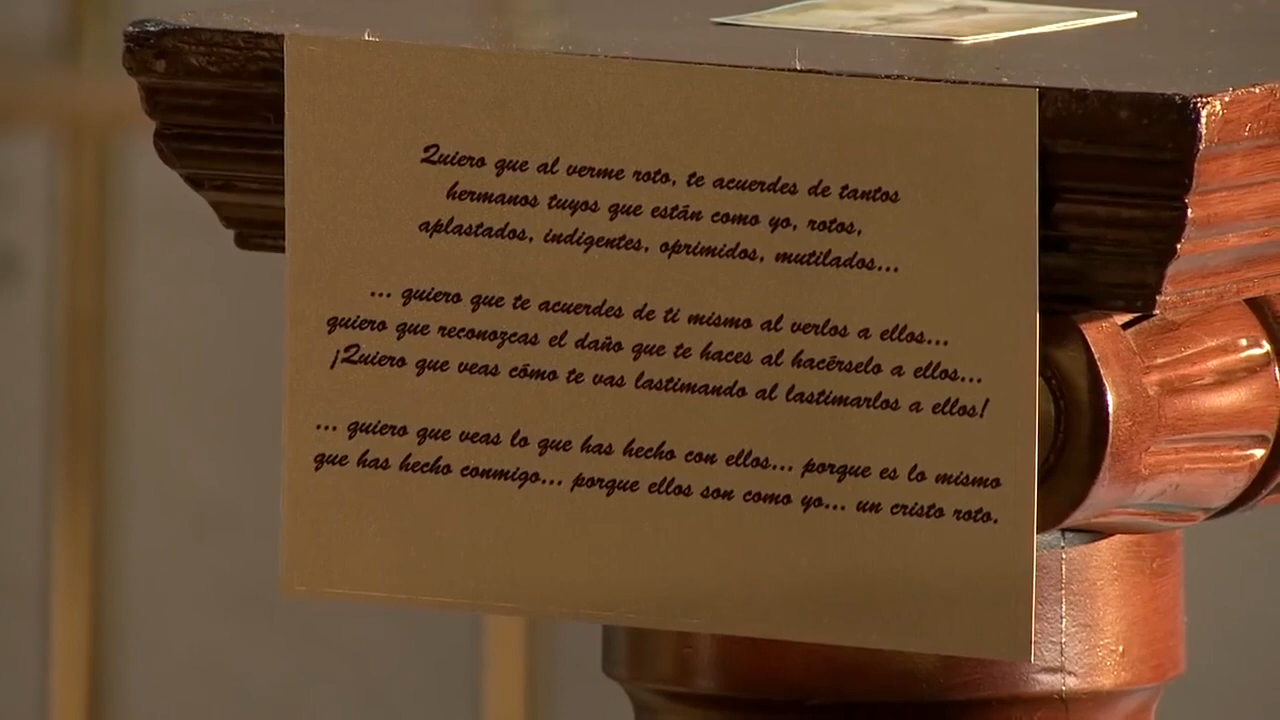 Quiero que al verme roto, te acuerdes de tantos
hermanos tuyos que están como yo, rotos,
aplastados, indigentes, oprimidos, mutilados...
... quiero que te acuerdes de ti mismo al verlos a ellos...
quiero que reconozcas el daño que te haces al hacérselo a ellos...
¡Quiero que veas cómo te vas lastimando al lastimarlos a ellos!
... quiero que veas lo que has hecho con ellos... porque es lo mismo
que has hecho conmigo... porque ellos son como yo... un cristo roto.